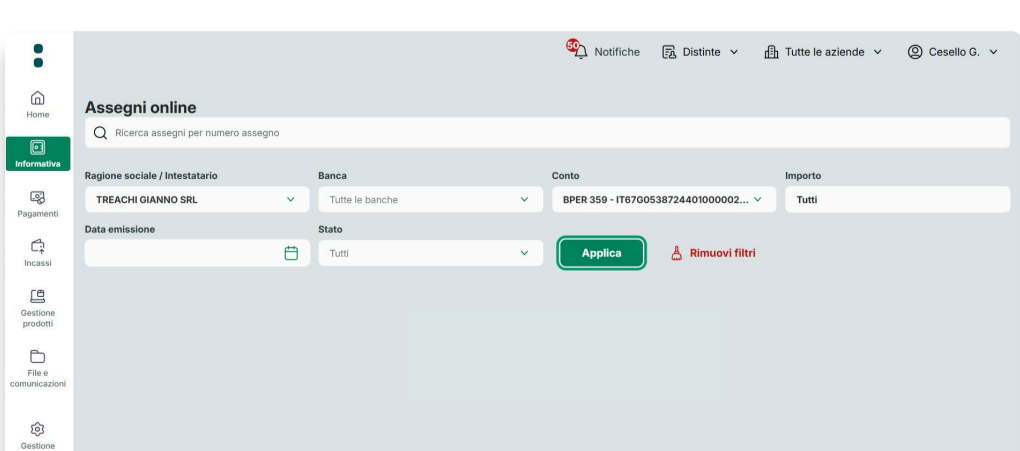 50 Notifiche Distinte Tutte le aziende Cesello G.
Home
Informativa
Pagamenti
Incassi
Gestione
prodotti
File e
comunicazioni
Gestione
Assegni online
Ricerca assegni per numero assegno
Ragione sociale / Intestatario Banca Conto Importo
TREACHI GIANNO SRL Tutte le banche BPER 359 - IT67G0538724401000002... Tutti
Data emissione Stato
Tutti Applica Rimuovi filtri